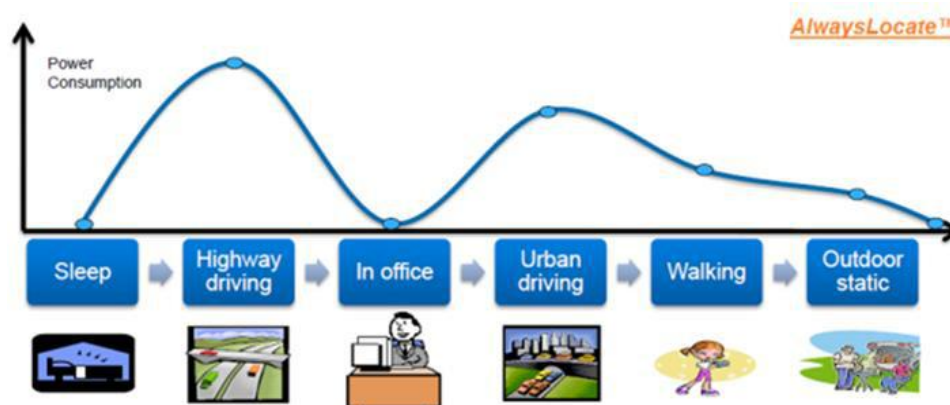 AlwaysLocate™
Power
Consumption
Sleep
Highway
driving
In office
Urban
driving
Walking
Outdoor
static